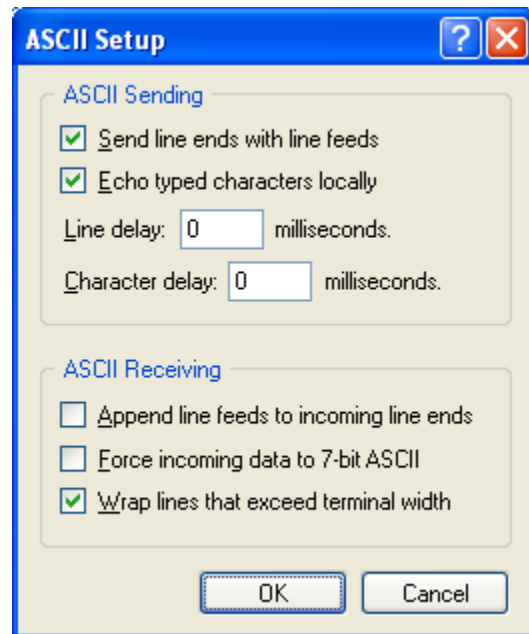 ASCII Setup
ASCII Sending
Send line ends with line feeds
Echo typed characters locally
Line delay: 0 milliseconds.
Character delay: 0 milliseconds.
ASCII Receiving
Append line feeds to incoming line ends
Force incoming data to 7-bit ASCII
Wrap lines that exceed terminal width
OK Cancel